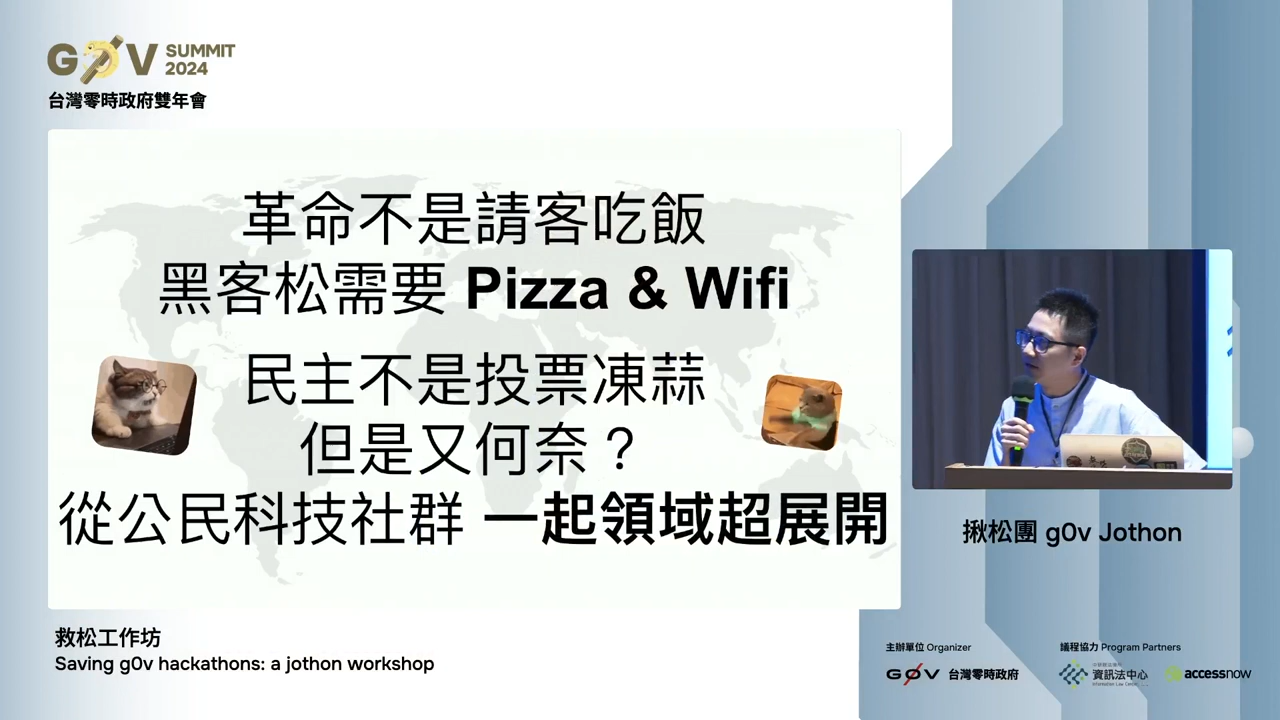 G0V SUMMIT 2024
台灣零時政府雙年會
革命不是請客吃飯
黑客松需要 Pizza & Wifi
民主不是投票凍蒜
但是又何奈？
從公民科技社群 一起領域超展開
揪松團 g0v Jothon
救松工作坊
Saving g0v hackathons: a jothon workshop
主辦單位 Organizer
議程協力 Program Partners
G0V 台灣零時政府
資訊法中心
Information Law Center
accessnow